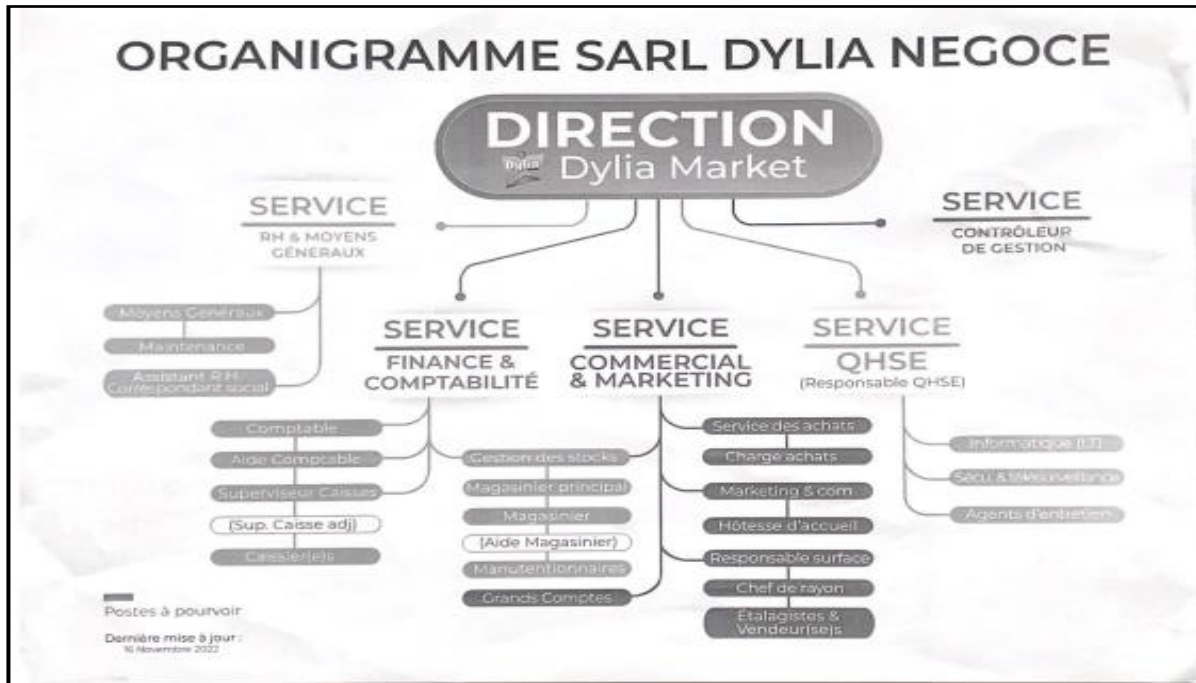 ORGANIGRAMME SARL DYLIA NEGOCE
DIRECTION
Dylia
Dylia Market
SERVICE
RH & MOYENS
GÉNERAUX
SERVICE
CONTRÔLEUR
DE GESTION
Moyens Généraux
Maintenance
Assistant R.H
Correspondant social
SERVICE
FINANCE &
COMPTABILITÉ
SERVICE
COMMERCIAL
& MARKETING
SERVICE
QHSE
(Responsable QHSE)
Comptable
Aide Comptable
Superviseur Caisses
(Sup. Caisse adj)
Caissier(e)s
Gestion des stocks
Magasinier principal
Magasinier
(Aide Magasinier)
Manutentionnaires
Grands Comptes
Service des achats
Chargé achats
Marketing & com.
Hôtesse d'accueil
Responsable surface
Chef de rayon
Étalagistes &
Vendeur(se)s
Informatique (I.T)
Sécu. & télésurveillance
Agents d'entretien
Postes à pourvoir
Dernière mise à jour :
16 Novembre 2022